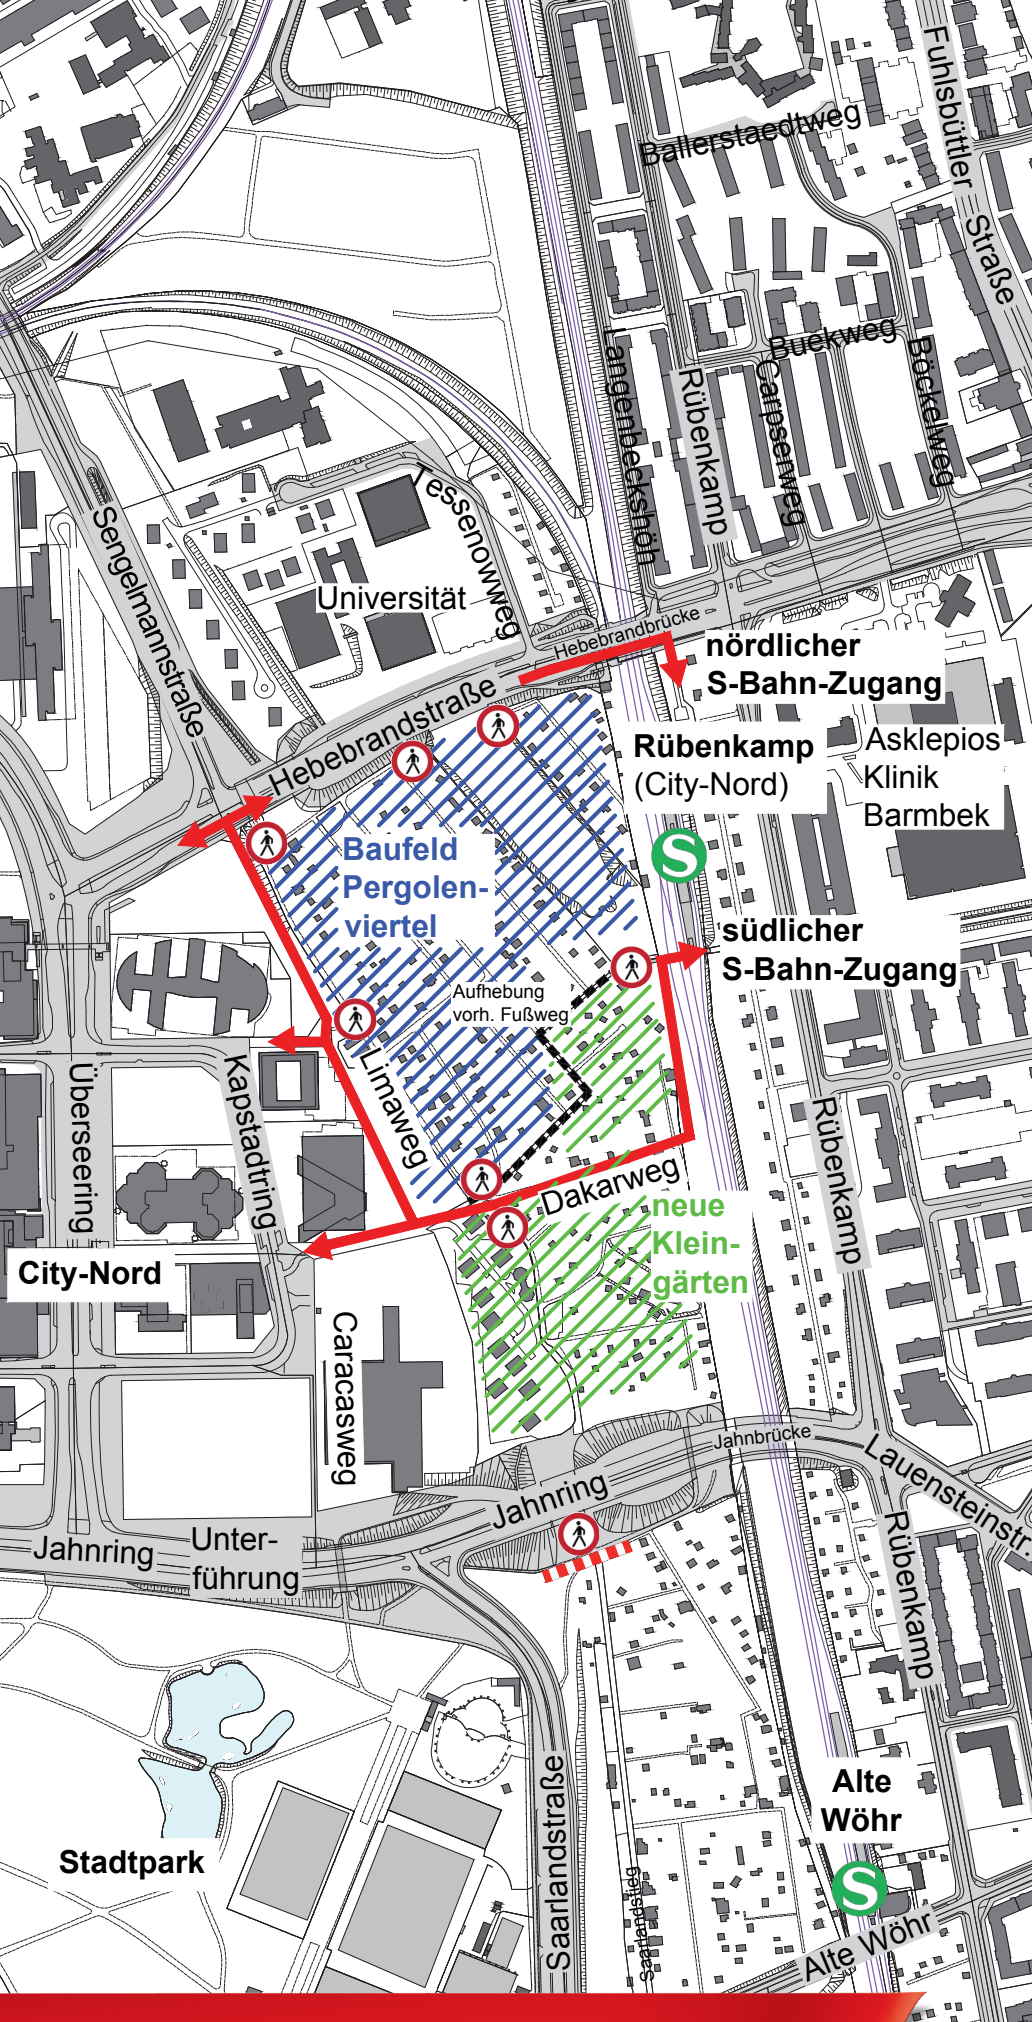 Fuhlsbüttler Straße
Ballerstaedtweg
Buekweg
Langenbeckshöh
Rübenkamp
Carpserweg
Böckelweg
Tessenowweg
Sengelmannstraße
Universität
Hebebrandbrücke
nördlicher
S-Bahn-Zugang
Hebebrandstraße
Rübenkamp
(City-Nord)
Asklepios
Klinik
Barmbek
S
Baufeld
Pergolen-
viertel
südlicher
S-Bahn-Zugang
Aufhebung
vorh. Fußweg
Limaweg
Kapstadtring
Überseering
Rübenkamp
Dakarweg
neue
Klein-
gärten
City-Nord
Caracasweg
Jahnbrücke
Lauensteinstr.
Jahnring
Jahnring
Unter-
führung
Rübenkamp
Saarlandstraße
Saarlandstieg
Alte
Wöhr
S
Stadtpark
Alte Wöhr